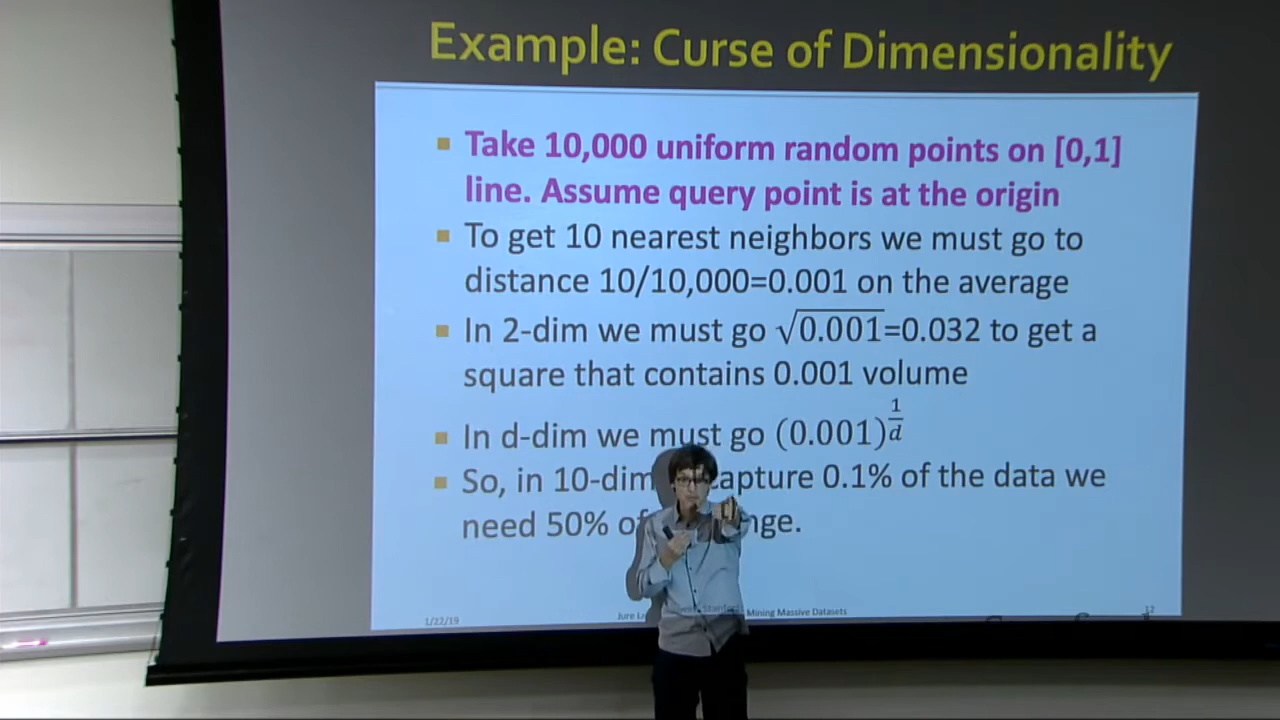 Example: Curse of Dimensionality
▪ Take 10,000 uniform random points on [0,1]
line. Assume query point is at the origin
▪ To get 10 nearest neighbors we must go to
distance 10/10,000=0.001 on the average
▪ In 2-dim we must go √0.001=0.032 to get a
square that contains 0.001 volume
▪ In d-dim we must go (0.001)^(1/d)
▪ So, in 10-dim capture 0.1% of the data we
need 50% of
1/22/19 Jure Mining Massive Datasets 12